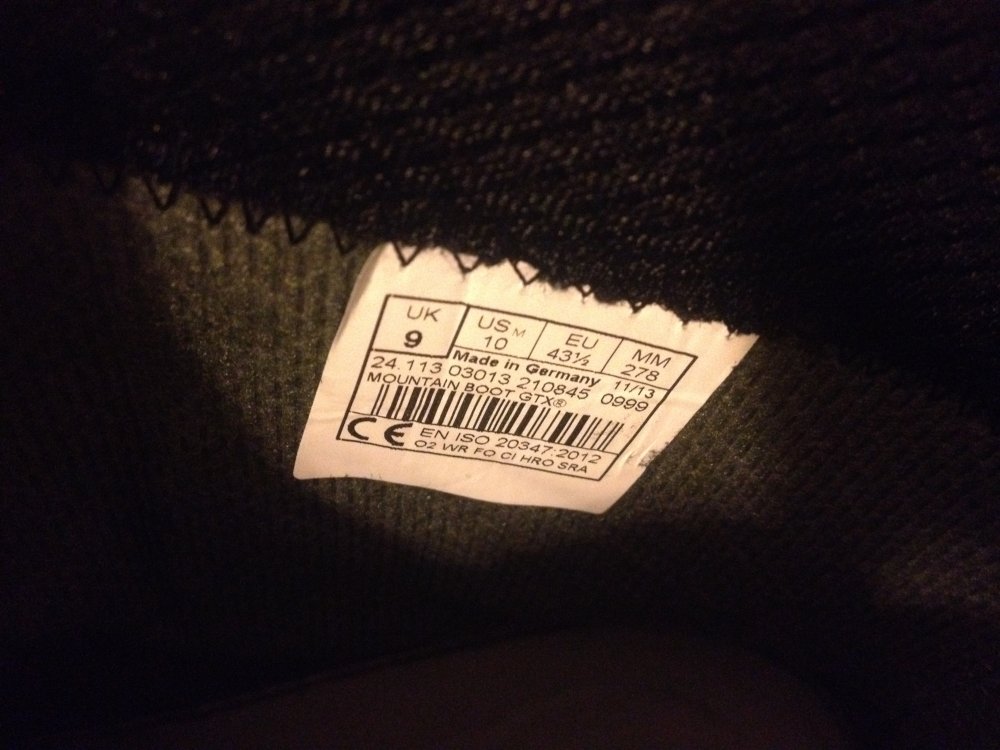 UK US M EU MM
9 10 43½ 278
Made in Germany 11/13
24.113 03013 210845 0999
MOUNTAIN BOOT GTX®
CE EN ISO 20347:2012
O2 WR FO CI HRO SRA